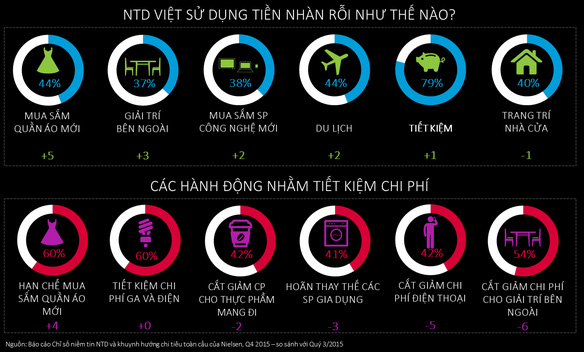 NTD VIỆT SỬ DỤNG TIỀN NHÀN RỖI NHƯ THẾ NÀO?
44% 37% 38% 44% 79% 40%
MUA SẮM GIẢI TRÍ MUA SẮM SP DU LỊCH TIẾT KIỆM TRANG TRÍ
QUẦN ÁO MỚI BÊN NGOÀI CÔNG NGHỆ MỚI NHÀ CỬA
+5 +3 +2 +2 +1 -1
CÁC HÀNH ĐỘNG NHẰM TIẾT KIỆM CHI PHÍ
60% 60% 42% 41% 42% 54%
HẠN CHẾ MUA TIẾT KIỆM CHI CẮT GIẢM CP HOÃN THAY THẾ CÁC CẮT GIẢM CHI CẮT GIẢM CHI PHÍ
SẮM QUẦN ÁO PHÍ GA VÀ ĐIỆN CHO THỰC PHẨM SP GIA DỤNG PHÍ ĐIỆN THOẠI CHO GIẢI TRÍ BÊN
MỚI MANG ĐI NGOÀI
+4 +0 -2 -3 -5 -6
Nguồn: Báo cáo Chỉ số niềm tin NTD và khuynh hướng chi tiêu toàn cầu của Nielsen, Q4 2015 – so sánh với Quý 3/2015